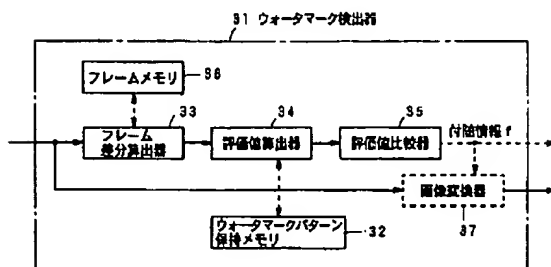 31 ウォータマーク検出器
フレームメモリ
36
33
34
35
フレーム
差分算出器
評価値算出器
評価値比較器
付随情報 f
画像変換器
37
ウォータマークパターン
保持メモリ
32